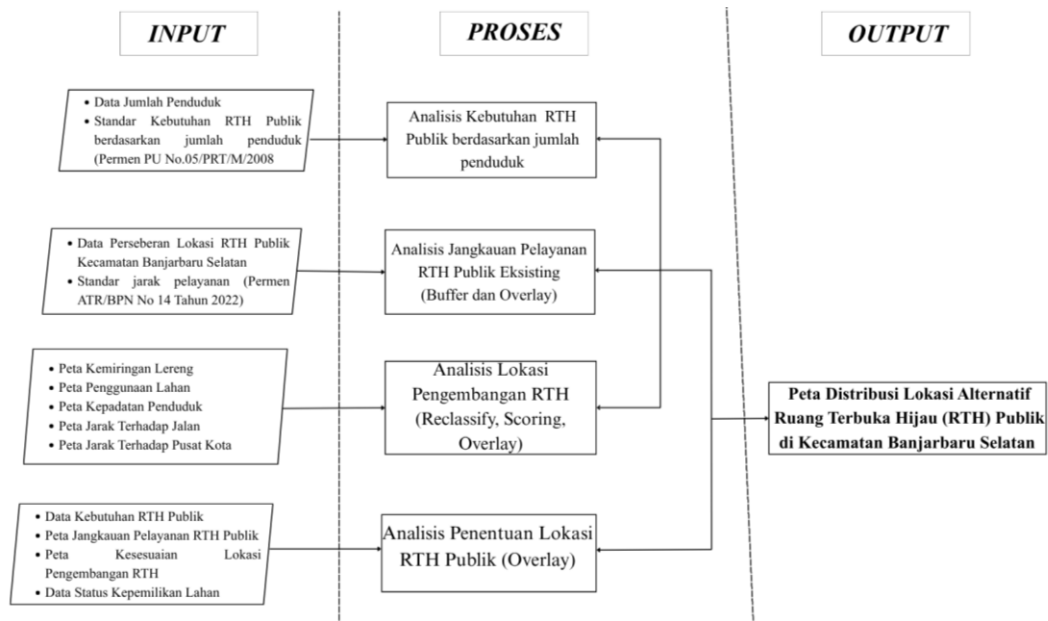 INPUT
PROSES
OUTPUT
• Data Jumlah Penduduk
• Standar Kebutuhan RTH Publik
berdasarkan jumlah penduduk
(Permen PU No.05/PRT/M/2008
Analisis Kebutuhan RTH
Publik berdasarkan jumlah
penduduk
• Data Perseberan Lokasi RTH Publik
Kecamatan Banjarbaru Selatan
• Standar jarak pelayanan (Permen
ATR/BPN No 14 Tahun 2022)
Analisis Jangkauan Pelayanan
RTH Publik Eksisting
(Buffer dan Overlay)
• Peta Kemiringan Lereng
• Peta Penggunaan Lahan
• Peta Kepadatan Penduduk
• Peta Jarak Terhadap Jalan
• Peta Jarak Terhadap Pusat Kota
Analisis Lokasi
Pengembangan RTH
(Reclassify, Scoring,
Overlay)
Peta Distribusi Lokasi Alternatif
Ruang Terbuka Hijau (RTH) Publik
di Kecamatan Banjarbaru Selatan
• Data Kebutuhan RTH Publik
• Peta Jangkauan Pelayanan RTH Publik
• Peta Kesesuaian Lokasi
Pengembangan RTH
• Data Status Kepemilikan Lahan
Analisis Penentuan Lokasi
RTH Publik (Overlay)